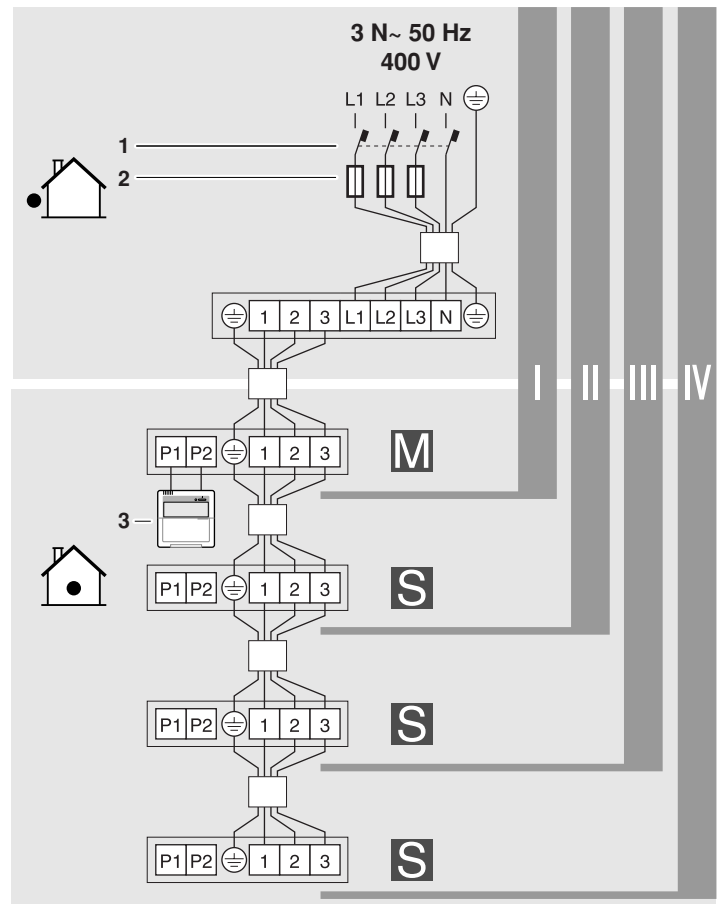 3 N~ 50 Hz
400 V
L1 L2 L3 N
1
2
1 2 3 L1 L2 L3 N
I II III IV
P1 P2 1 2 3 M
3
P1 P2 1 2 3 S
P1 P2 1 2 3 S
P1 P2 1 2 3 S